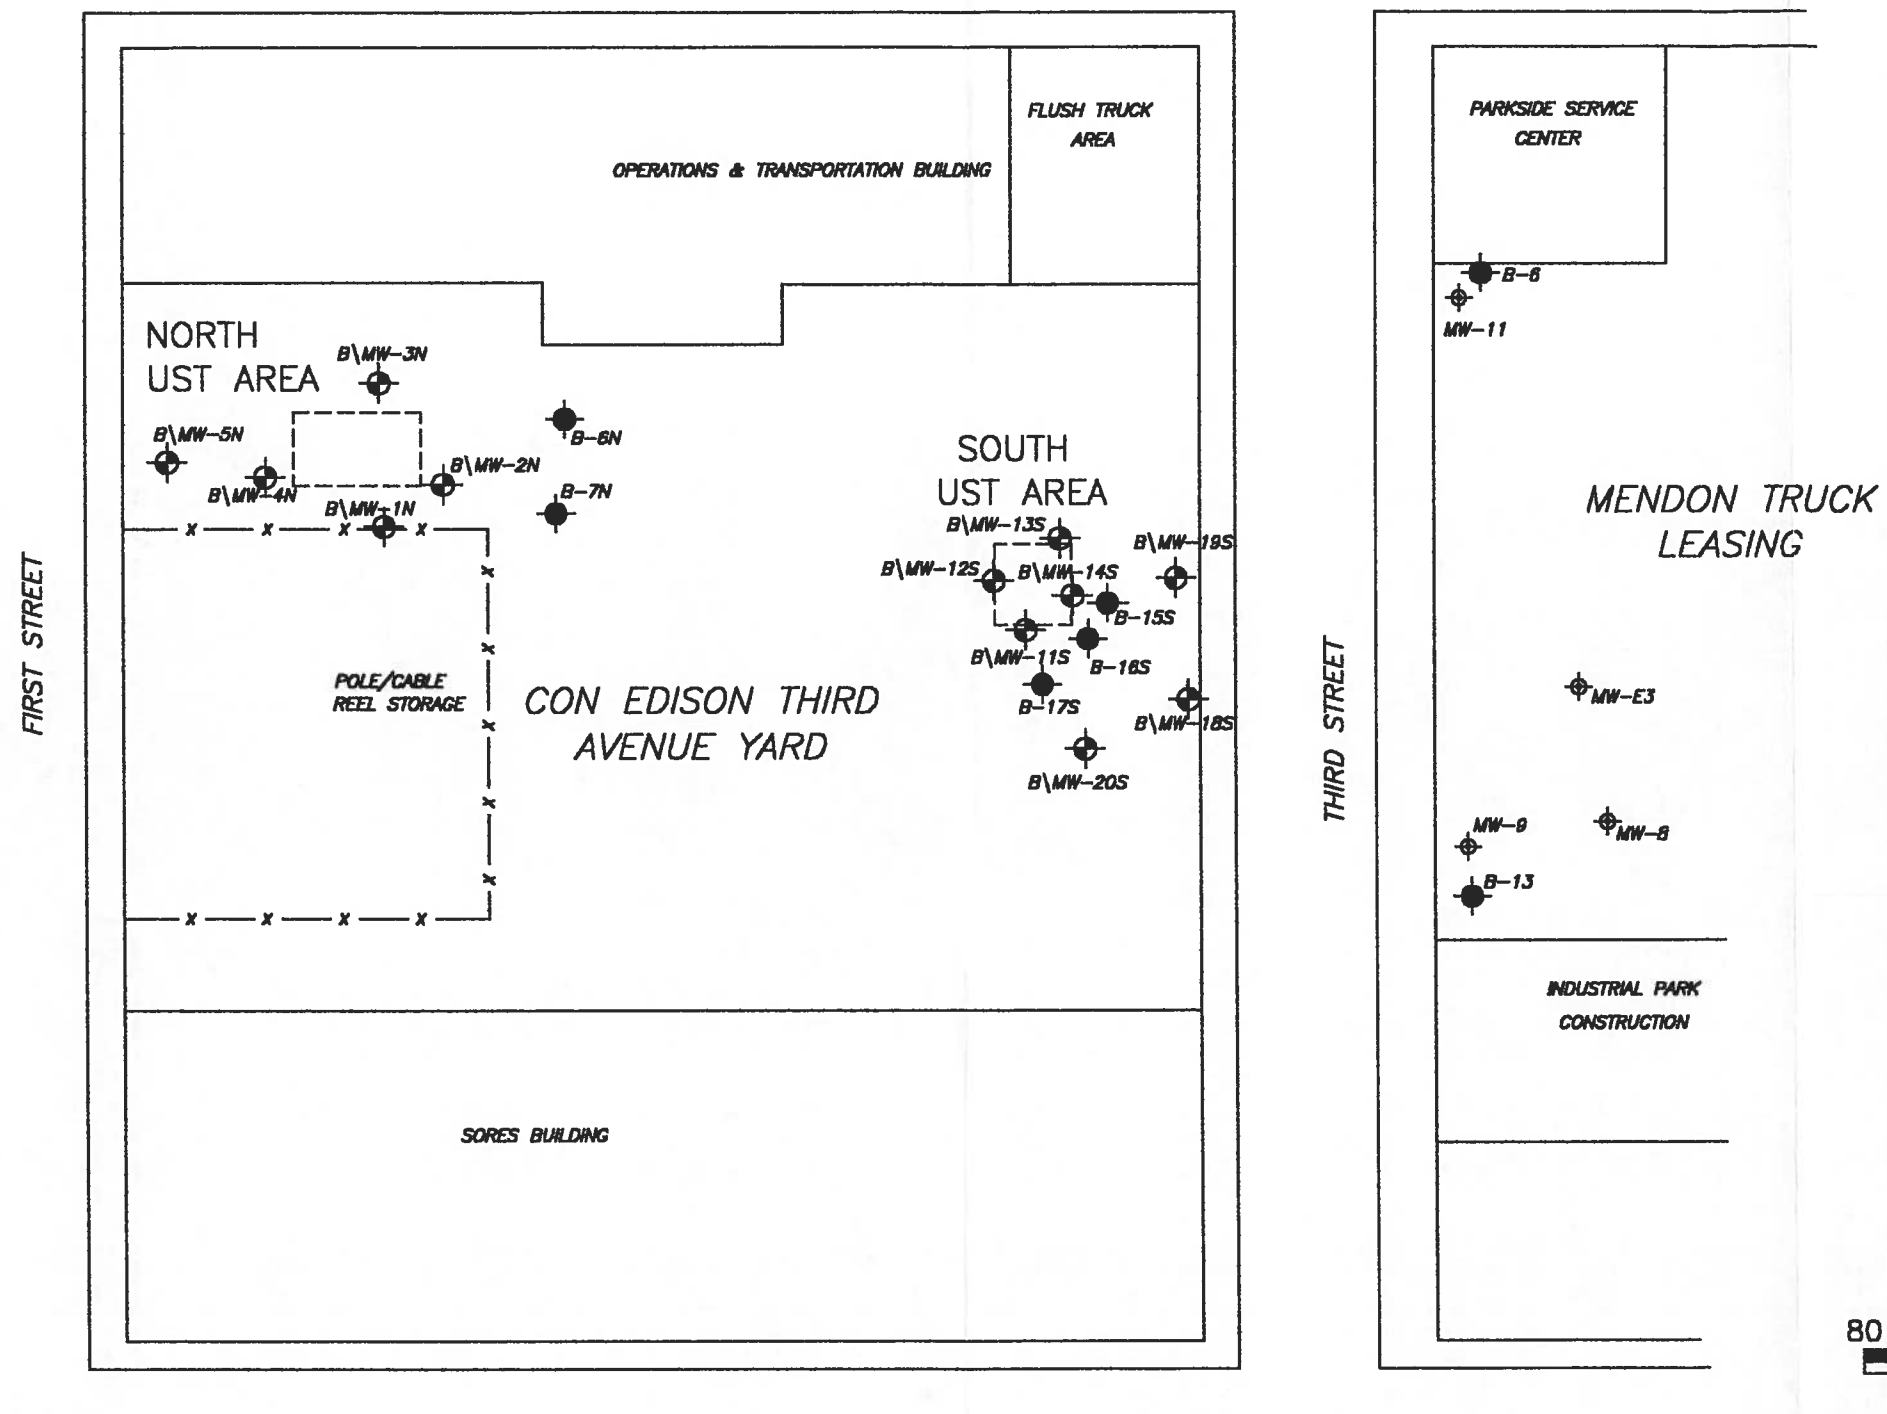 FLUSH TRUCK
AREA
OPERATIONS & TRANSPORTATION BUILDING
PARKSIDE SERVICE
CENTER
B-6
MW-11
NORTH
UST AREA
B\MW-3N
B\MW-5N
B\MW-4N
B\MW-2N
B\MW-1N
B-6N
B-7N
SOUTH
UST AREA
B\MW-13S
B\MW-19S
B\MW-12S
B\MW-14S
B-15S
B\MW-11S
B-16S
B-17S
B\MW-18S
B\MW-20S
MENDON TRUCK
LEASING
FIRST STREET
POLE/CABLE
REEL STORAGE
CON EDISON THIRD
AVENUE YARD
THIRD STREET
MW-E3
MW-9
MW-8
B-13
INDUSTRIAL PARK
CONSTRUCTION
SORES BUILDING
80